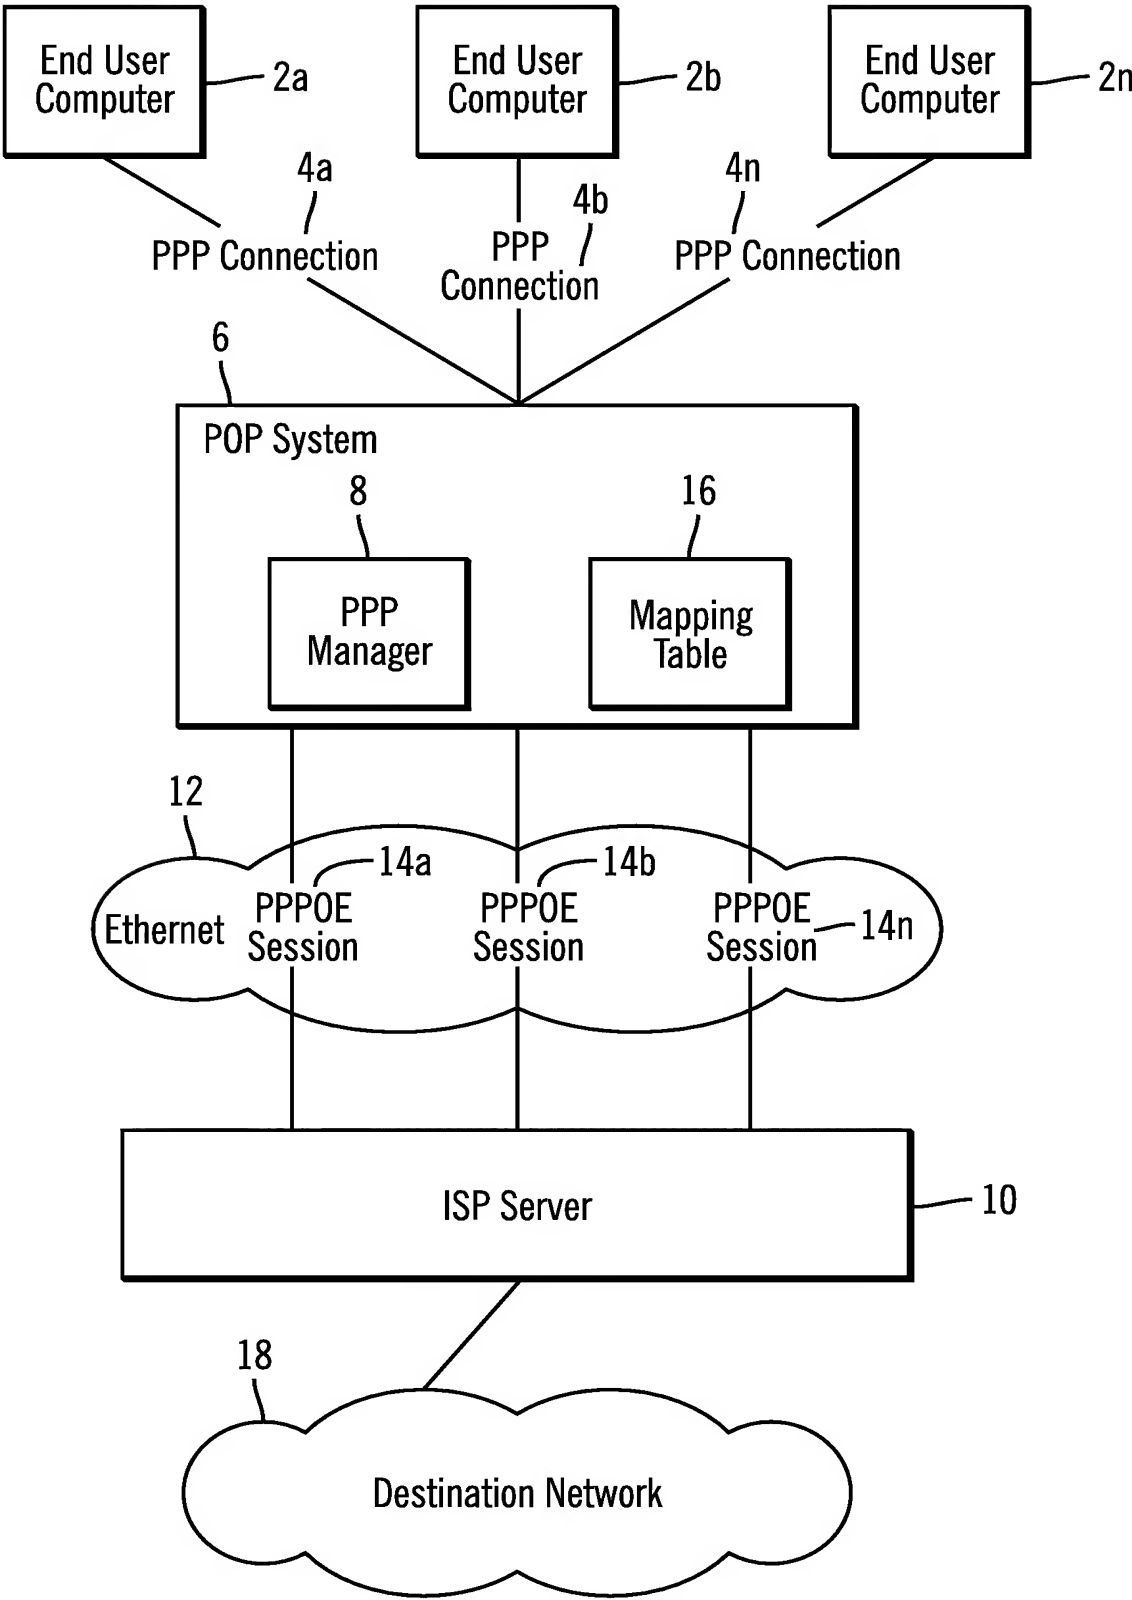 End User
Computer
2a
End User
Computer
2b
End User
Computer
2n
4a
4b
4n
PPP Connection
PPP
Connection
PPP Connection
6
POP System
8
16
PPP
Manager
Mapping
Table
12
14a
14b
Ethernet
PPPOE
Session
PPPOE
Session
PPPOE
Session
14n
ISP Server
10
18
Destination Network